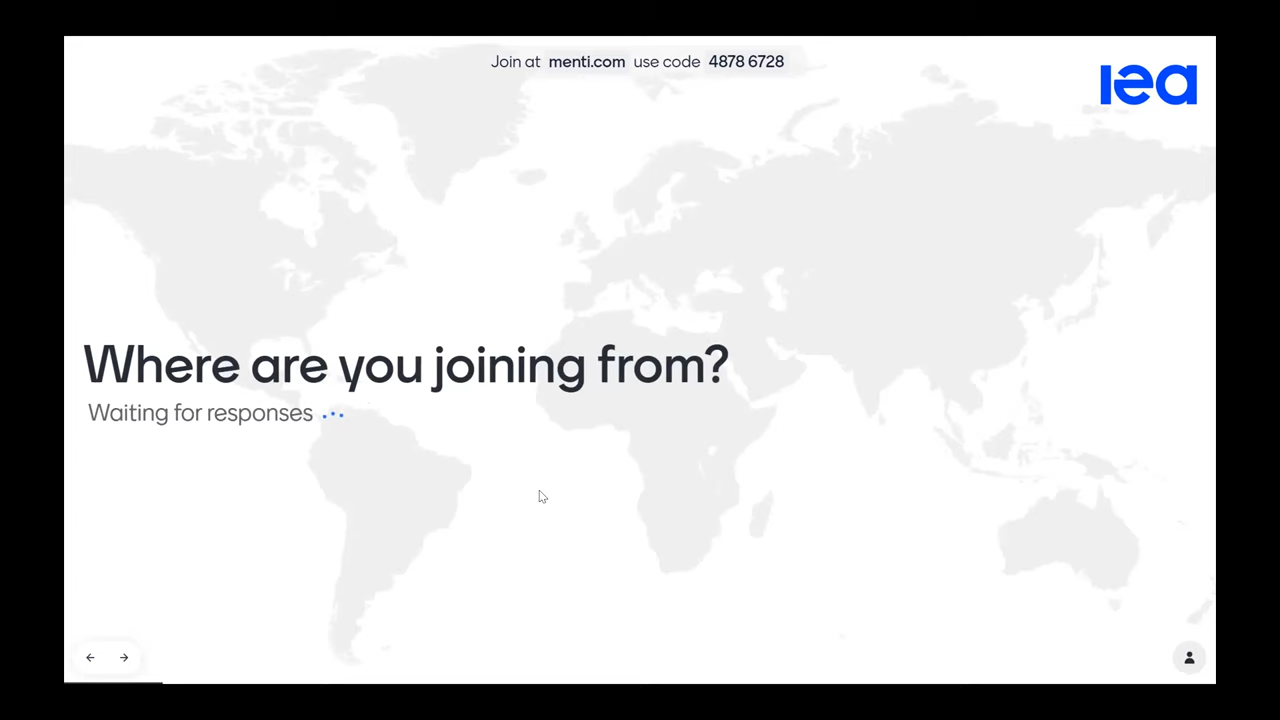 Join at menti.com use code 4878 6728
iea
Where are you joining from?
Waiting for responses